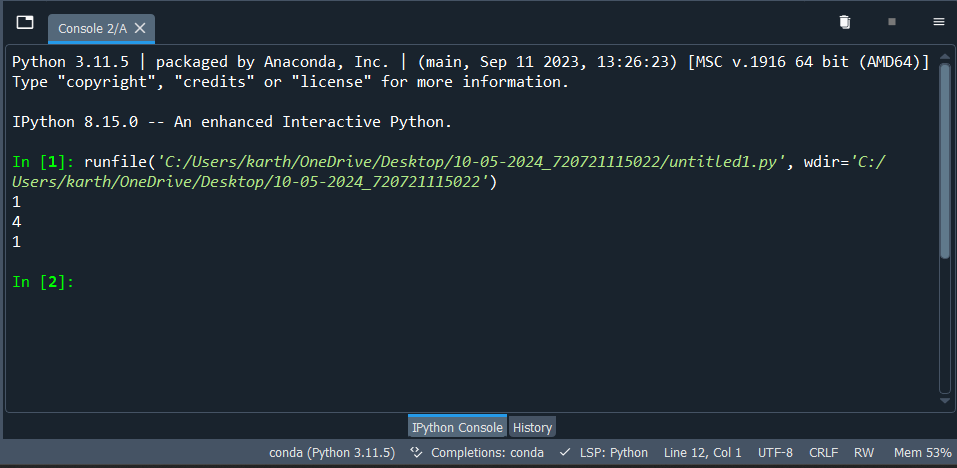 Console 2/A
Python 3.11.5 | packaged by Anaconda, Inc. | (main, Sep 11 2023, 13:26:23) [MSC v.1916 64 bit (AMD64)]
Type "copyright", "credits" or "license" for more information.
IPython 8.15.0 -- An enhanced Interactive Python.
In [1]: runfile('C:/Users/karth/OneDrive/Desktop/10-05-2024_720721115022/untitled1.py', wdir='C:/
Users/karth/OneDrive/Desktop/10-05-2024_720721115022')
1
4
1
In [2]:
IPython Console History
conda (Python 3.11.5) Completions: conda LSP: Python Line 12, Col 1 UTF-8 CRLF RW Mem 53%